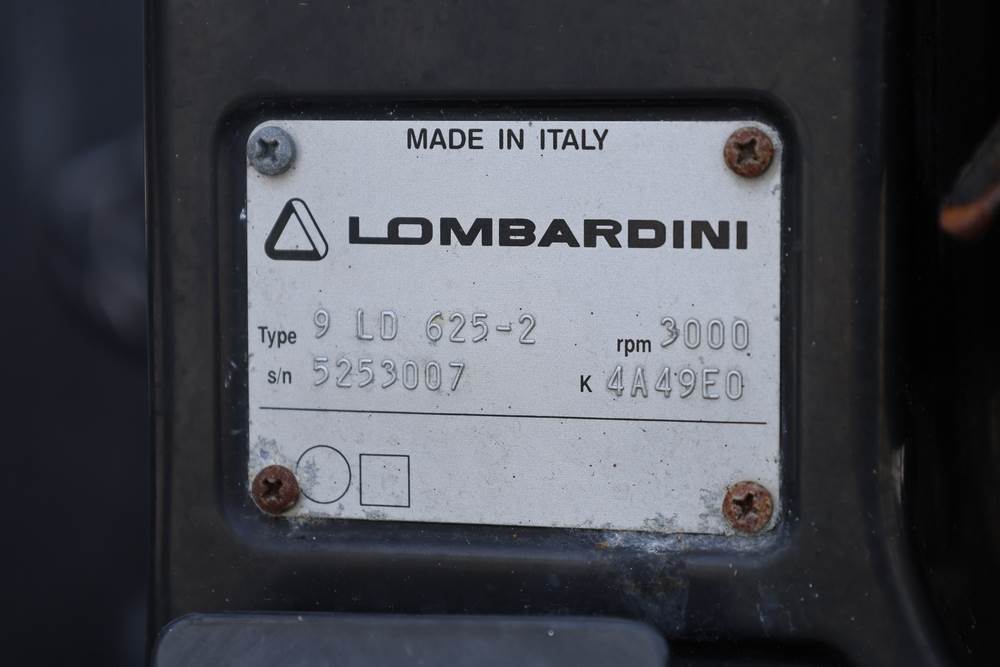 MADE IN ITALY
LOMBARDINI
Type 9 LD 625-2 rpm 3000
s/n 5253007 K 4A49E0